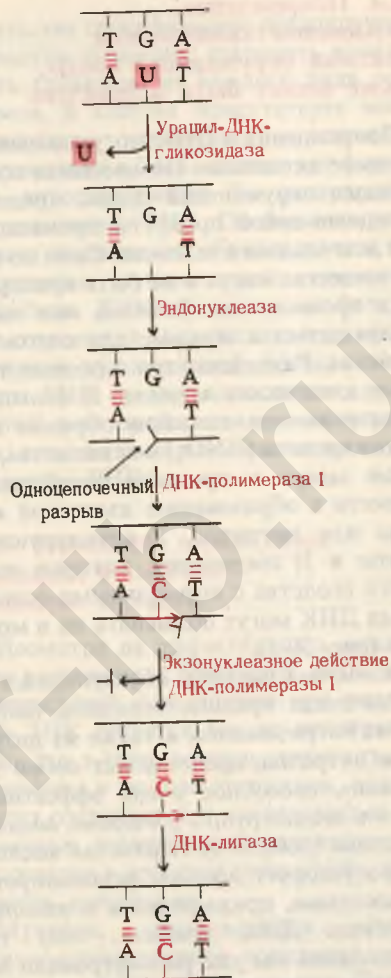 T G A
A U T
U
Урацил-ДНК-
гликозидаза
T G A
A T
Эндонуклеаза
T G A
A T
Одноцепочечный
разрыв
ДНК-полимераза I
T G A
A C T
Экзонуклеазное действие
ДНК-полимеразы I
T G A
A C T
ДНК-лигаза
T G A
A C T